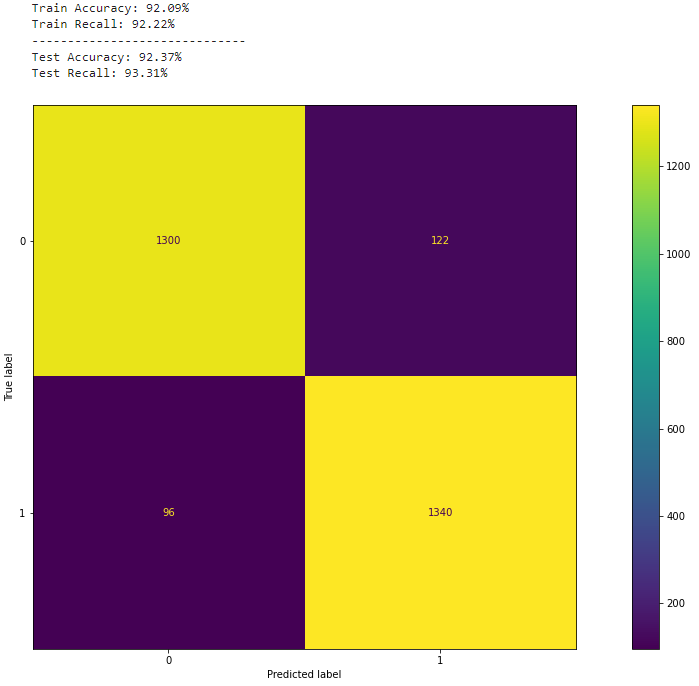 Train Accuracy: 92.09%
Train Recall: 92.22%
-----------------------------
Test Accuracy: 92.37%
Test Recall: 93.31%
1200
0
1300
122
1000
800
True label
600
1
96
1340
400
200
0
1
Predicted label